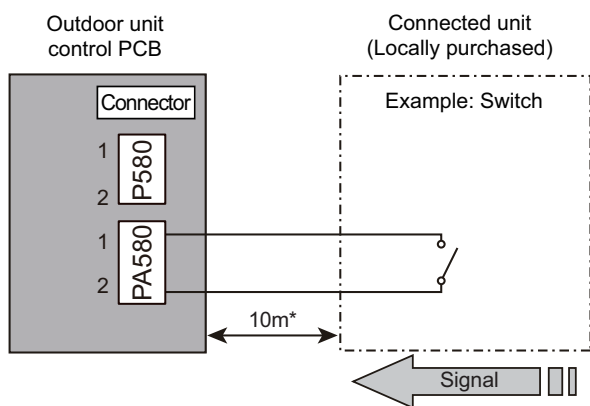 Outdoor unit
control PCB
Connected unit
(Locally purchased)
Connector
Example: Switch
1
P580
2
1
PA580
2
10m*
Signal